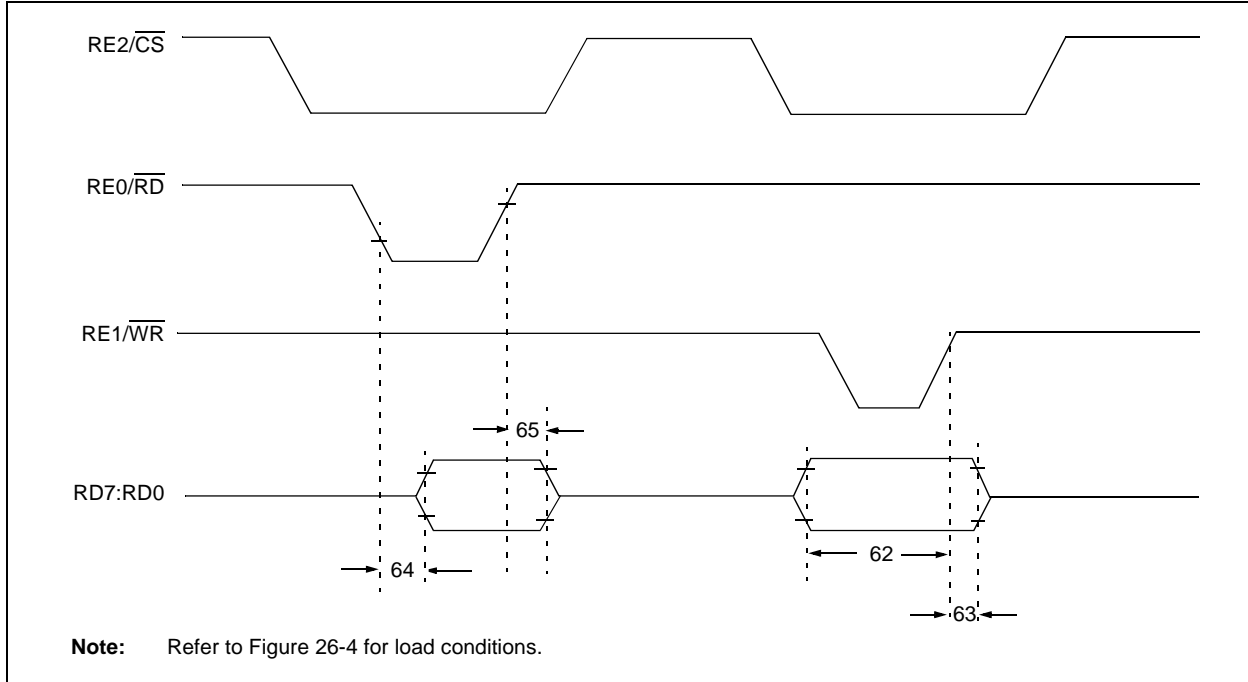 RE2/CS
RE0/RD
RE1/WR
65
RD7:RD0
62
64
63
Note: Refer to Figure 26-4 for load conditions.